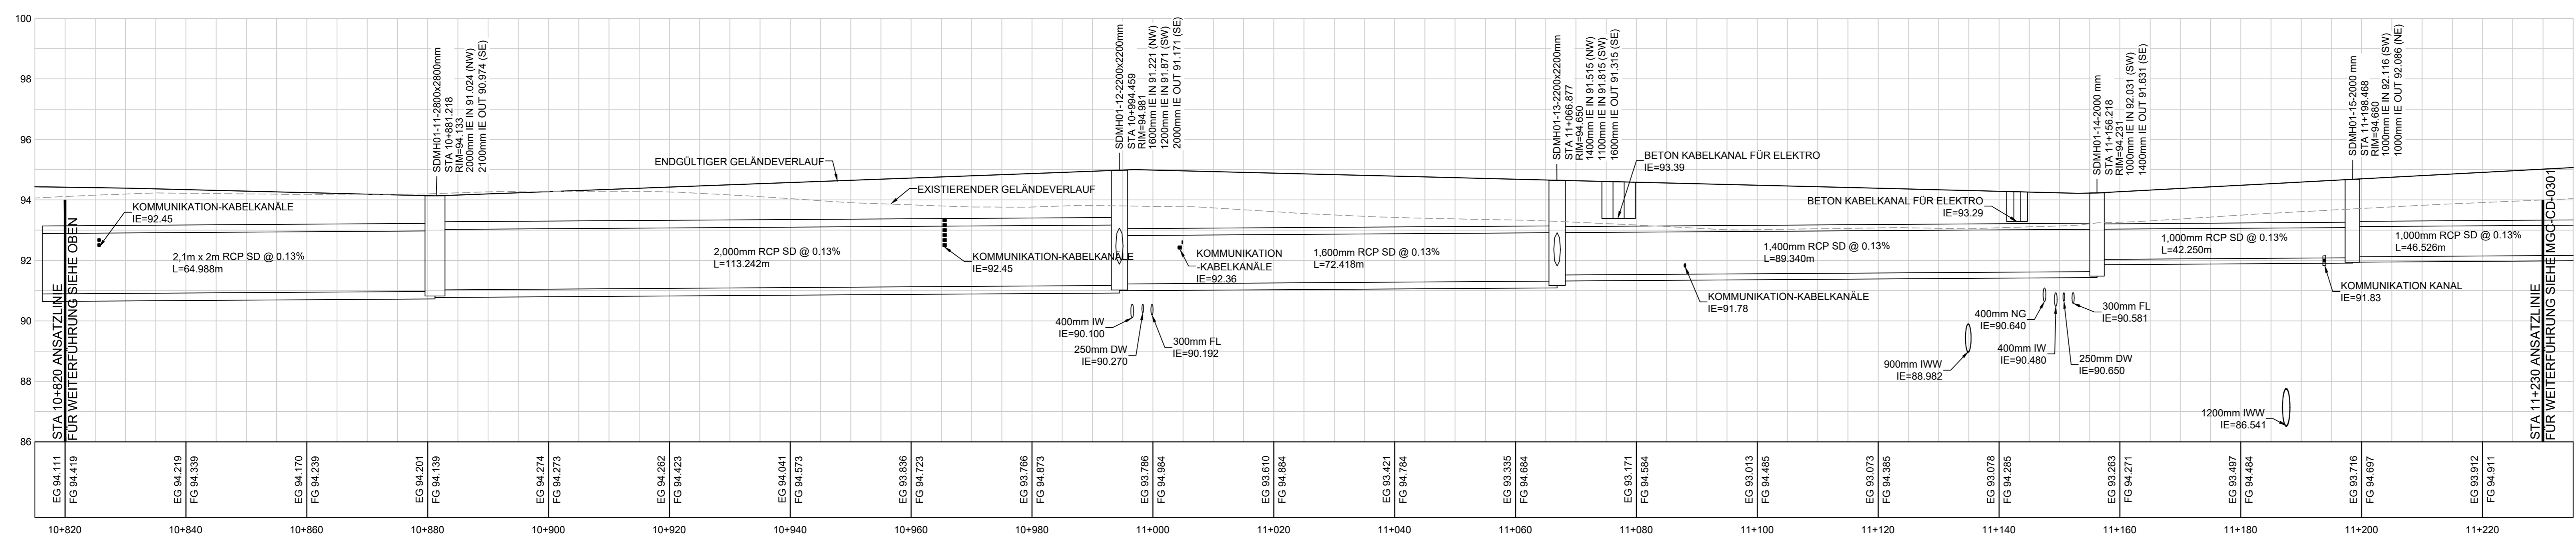 100
98
96
94
92
90
88
86
STA 10+820 ANSATZLINIE
FÜR WEITERFÜHRUNG SIEHE OBEN
KOMMUNIKATION-KABELKANÄLE
IE=92.45
2,1m x 2m RCP SD @ 0.13%
L=64.988m
SDMH01-11-2800x2800mm
STA 10+881.218
RIM=94.133
2000mm IE IN 91.024 (NW)
2100mm IE OUT 90.974 (SE)
ENDGÜLTIGER GELÄNDEVERLAUF
EXISTIERENDER GELÄNDEVERLAUF
2,000mm RCP SD @ 0.13%
L=113.242m
KOMMUNIKATION-KABELKANÄLE
IE=92.45
SDMH01-12-2200x2200mm
STA 10+994.459
RIM=94.981
1600mm IE IN 91.221 (NW)
1200mm IE IN 91.871 (SW)
2000mm IE OUT 91.171 (SE)
400mm IW
IE=90.100
250mm DW
IE=90.270
300mm FL
IE=90.192
KOMMUNIKATION
-KABELKANÄLE
IE=92.36
1,600mm RCP SD @ 0.13%
L=72.418m
SDMH01-13-2200x2200mm
STA 11+066.877
RIM=94.650
1400mm IE IN 91.515 (NW)
1100mm IE IN 91.815 (SW)
1600mm IE OUT 91.315 (SE)
BETON KABELKANAL FÜR ELEKTRO
IE=93.39
KOMMUNIKATION-KABELKANÄLE
IE=91.78
1,400mm RCP SD @ 0.13%
L=89.340m
BETON KABELKANAL FÜR ELEKTRO
IE=93.29
900mm IWW
IE=88.982
400mm NG
IE=90.640
400mm IW
IE=90.480
250mm DW
IE=90.650
300mm FL
IE=90.581
SDMH01-14-2000 mm
STA 11+156.218
RIM=94.231
1000mm IE IN 92.031 (SW)
1400mm IE OUT 91.631 (SE)
1,000mm RCP SD @ 0.13%
L=42.250m
1200mm IWW
IE=86.541
SDMH01-15-2000 mm
STA 11+198.468
RIM=94.680
1000mm IE IN 92.116 (SW)
1000mm IE OUT 92.086 (NE)
KOMMUNIKATION KANAL
IE=91.83
1,000mm RCP SD @ 0.13%
L=46.526m
STA 11+230 ANSATZLINIE
FÜR WEITERFÜHRUNG SIEHE MGC-CD-0301
EG 94.111
FG 94.419
EG 94.219
FG 94.339
EG 94.170
FG 94.239
EG 94.201
FG 94.139
EG 94.274
FG 94.273
EG 94.262
FG 94.423
EG 94.041
FG 94.573
EG 93.836
FG 94.723
EG 93.766
FG 94.873
EG 93.786
FG 94.984
EG 93.610
FG 94.884
EG 93.421
FG 94.784
EG 93.335
FG 94.684
EG 93.171
FG 94.584
EG 93.013
FG 94.485
EG 93.073
FG 94.385
EG 93.078
FG 94.285
EG 93.263
FG 94.271
EG 93.497
FG 94.484
EG 93.716
FG 94.697
EG 93.912
FG 94.911
10+820
10+840
10+860
10+880
10+900
10+920
10+940
10+960
10+980
11+000
11+020
11+040
11+060
11+080
11+100
11+120
11+140
11+160
11+180
11+200
11+220